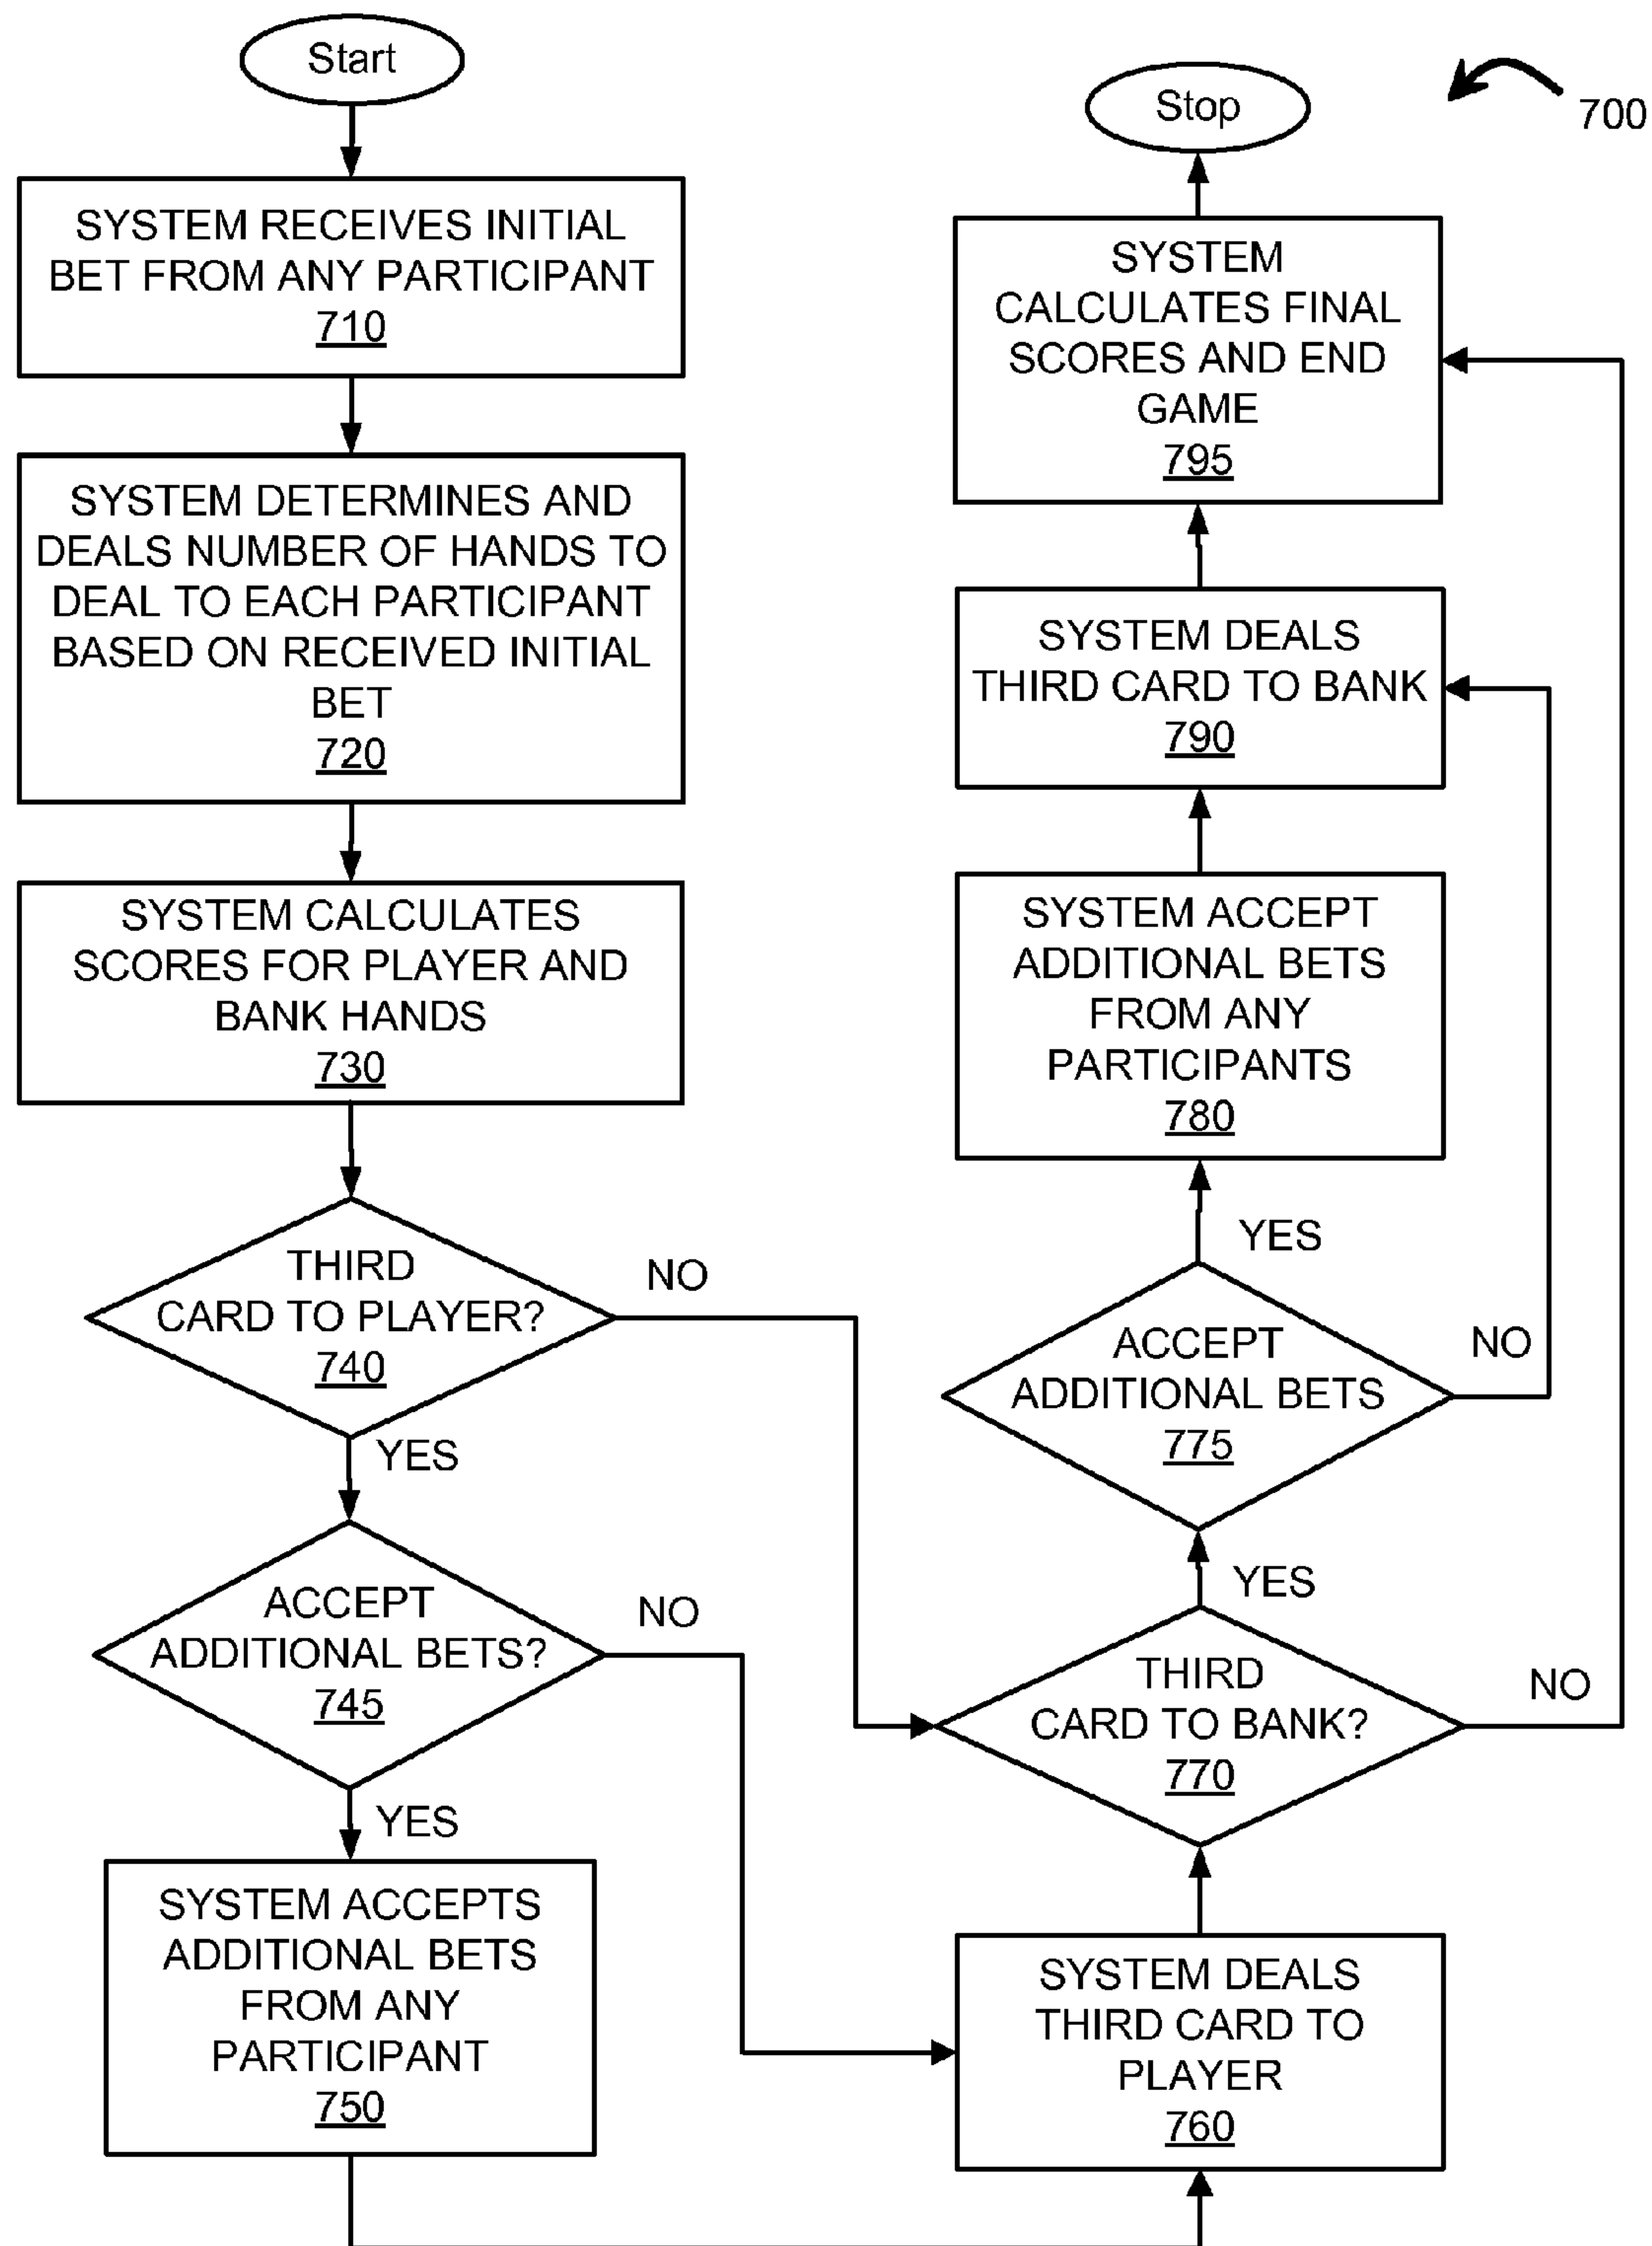 Start
SYSTEM RECEIVES INITIAL
BET FROM ANY PARTICIPANT
710
SYSTEM DETERMINES AND
DEALS NUMBER OF HANDS TO
DEAL TO EACH PARTICIPANT
BASED ON RECEIVED INITIAL
BET
720
SYSTEM CALCULATES
SCORES FOR PLAYER AND
BANK HANDS
730
THIRD
CARD TO PLAYER?
740
NO
YES
ACCEPT
ADDITIONAL BETS?
745
NO
YES
SYSTEM ACCEPTS
ADDITIONAL BETS
FROM ANY
PARTICIPANT
750
Stop
700
SYSTEM
CALCULATES FINAL
SCORES AND END
GAME
795
SYSTEM DEALS
THIRD CARD TO BANK
790
SYSTEM ACCEPT
ADDITIONAL BETS
FROM ANY
PARTICIPANTS
780
YES
ACCEPT
ADDITIONAL BETS
775
NO
YES
THIRD
CARD TO BANK?
770
NO
SYSTEM DEALS
THIRD CARD TO
PLAYER
760